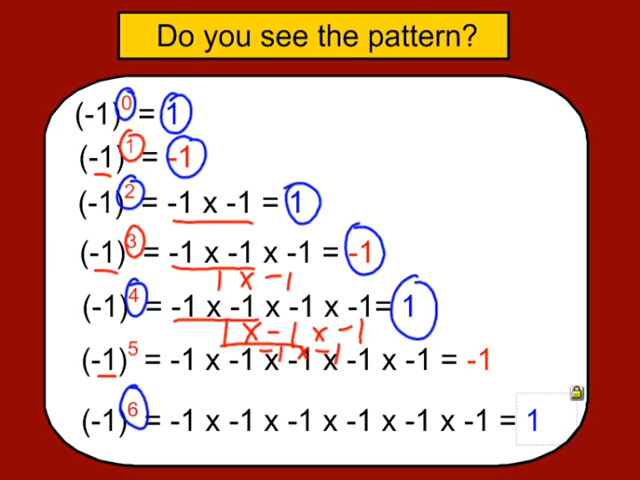 Do you see the pattern?
(-1)⁰ = 1
(-1)¹ = -1
(-1)² = -1 x -1 = 1
(-1)³ = -1 x -1 x -1 = -1
1 x -1
(-1)⁴ = -1 x -1 x -1 x -1= 1
1 x -1 x -1
-1 x -1
(-1)⁵ = -1 x -1 x -1 x -1 x -1 = -1
(-1)⁶ = -1 x -1 x -1 x -1 x -1 x -1 = 1